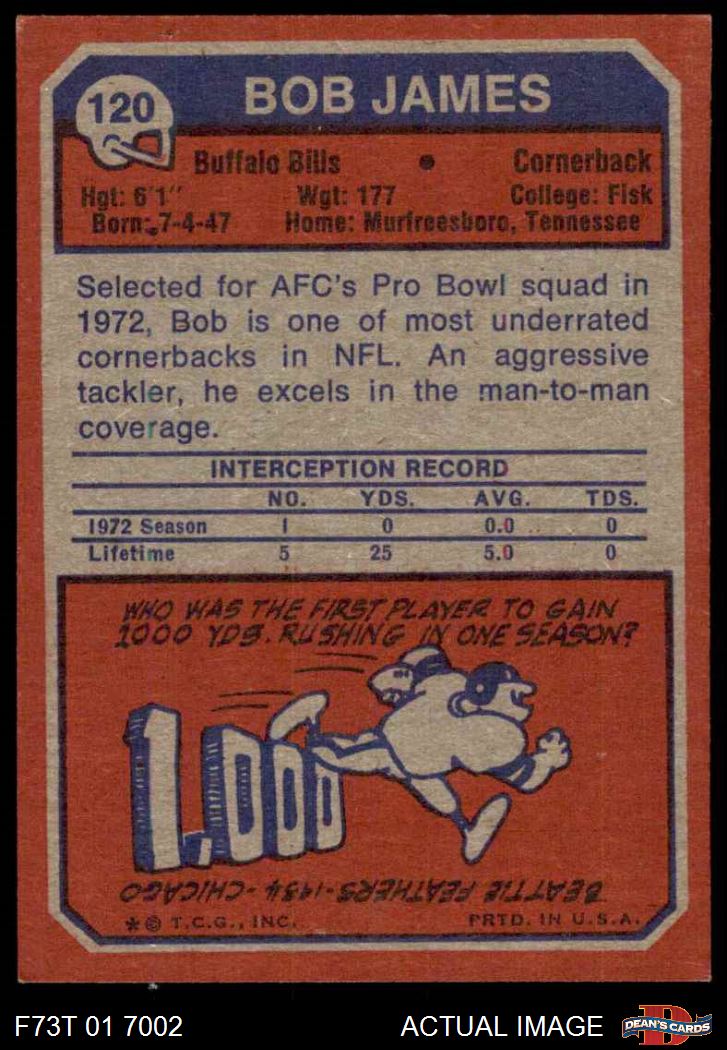 120
BOB JAMES
Buffalo Bills • Cornerback
Hgt: 6'1" Wgt: 177 College: Fisk
Born: 7-4-47 Home: Murfreesboro, Tennessee
Selected for AFC's Pro Bowl squad in
1972, Bob is one of most underrated
cornerbacks in NFL. An aggressive
tackler, he excels in the man-to-man
coverage.
INTERCEPTION RECORD
NO. YDS. AVG. TDS.
1972 Season 1 0 0.0 0
Lifetime 5 25 5.0 0
WHO WAS THE FIRST PLAYER TO GAIN
1000 YDS. RUSHING IN ONE SEASON?
1,000
BEATTIE FEATHERS-1934-CHICAGO
* © T.C.G., INC. PRTD. IN U.S.A.
F73T 01 7002 ACTUAL IMAGE
D
DEAN'S CARDS